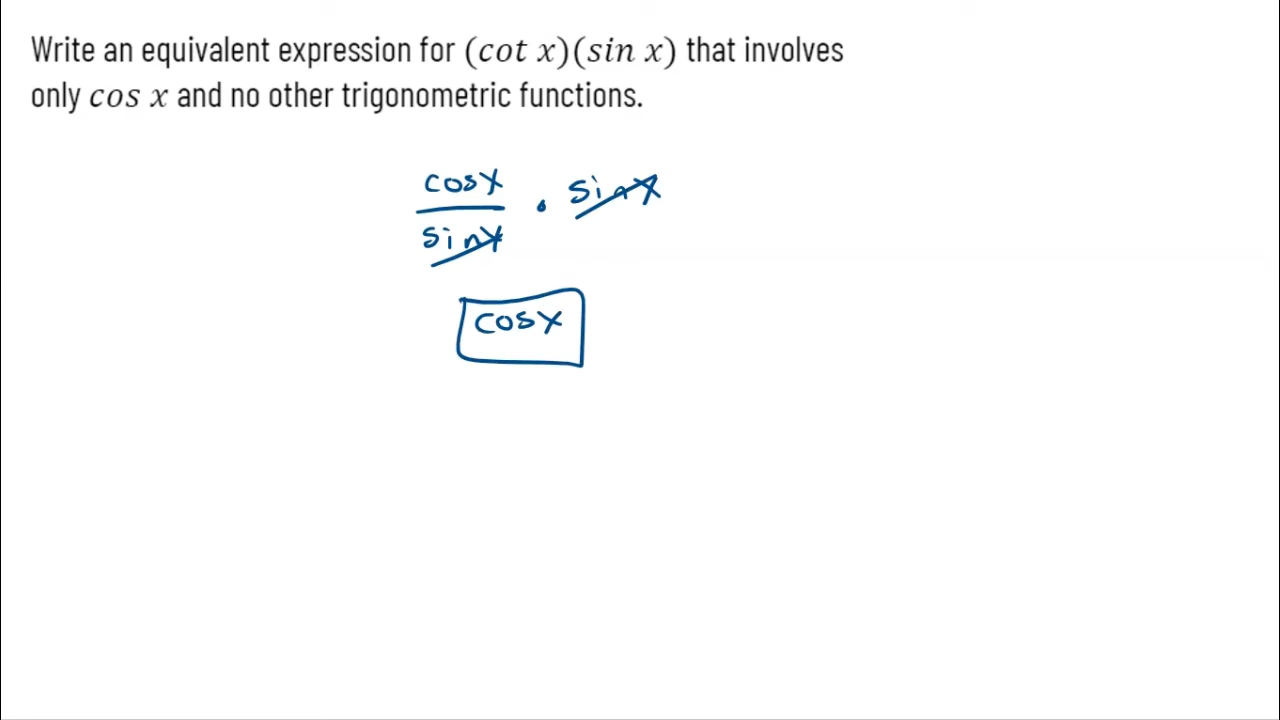 Write an equivalent expression for (cot x)(sin x) that involves
only cos x and no other trigonometric functions.
cosx
sinx
· sinx
cosx